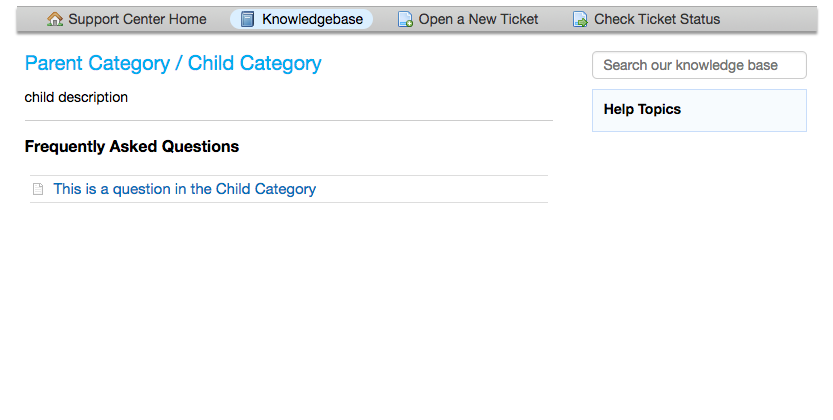 Support Center Home Knowledgebase Open a New Ticket Check Ticket Status
Parent Category / Child Category
child description
Frequently Asked Questions
This is a question in the Child Category
Search our knowledge base
Help Topics